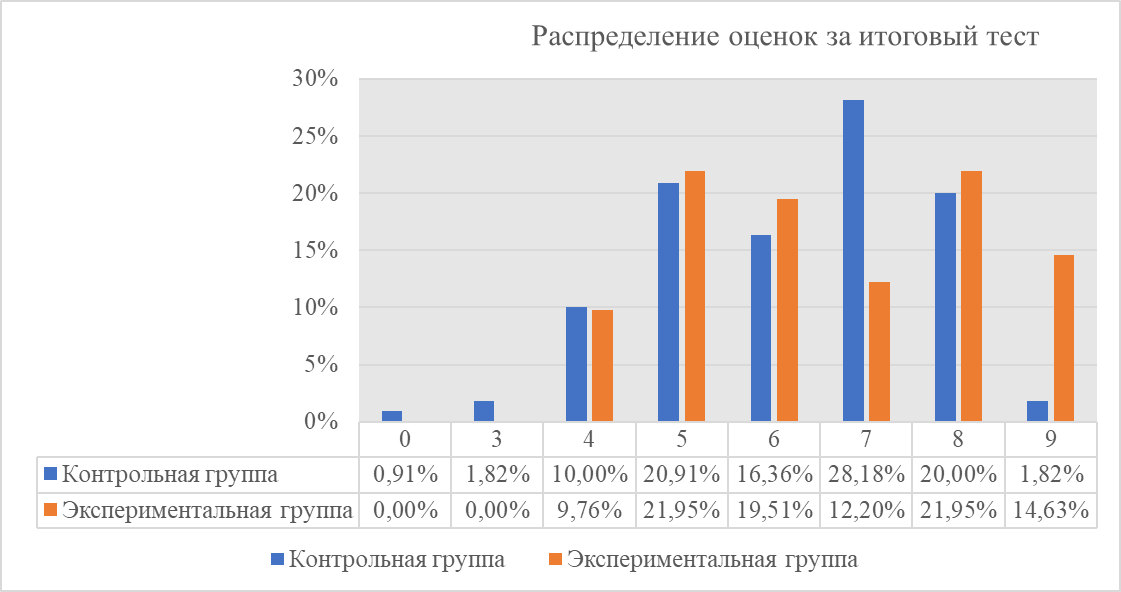 Распределение оценок за итоговый тест
30%
25%
20%
15%
10%
5%
0%
0 3 4 5 6 7 8 9
Контрольная группа 0,91% 1,82% 10,00% 20,91% 16,36% 28,18% 20,00% 1,82%
Экспериментальная группа 0,00% 0,00% 9,76% 21,95% 19,51% 12,20% 21,95% 14,63%
Контрольная группа Экспериментальная группа